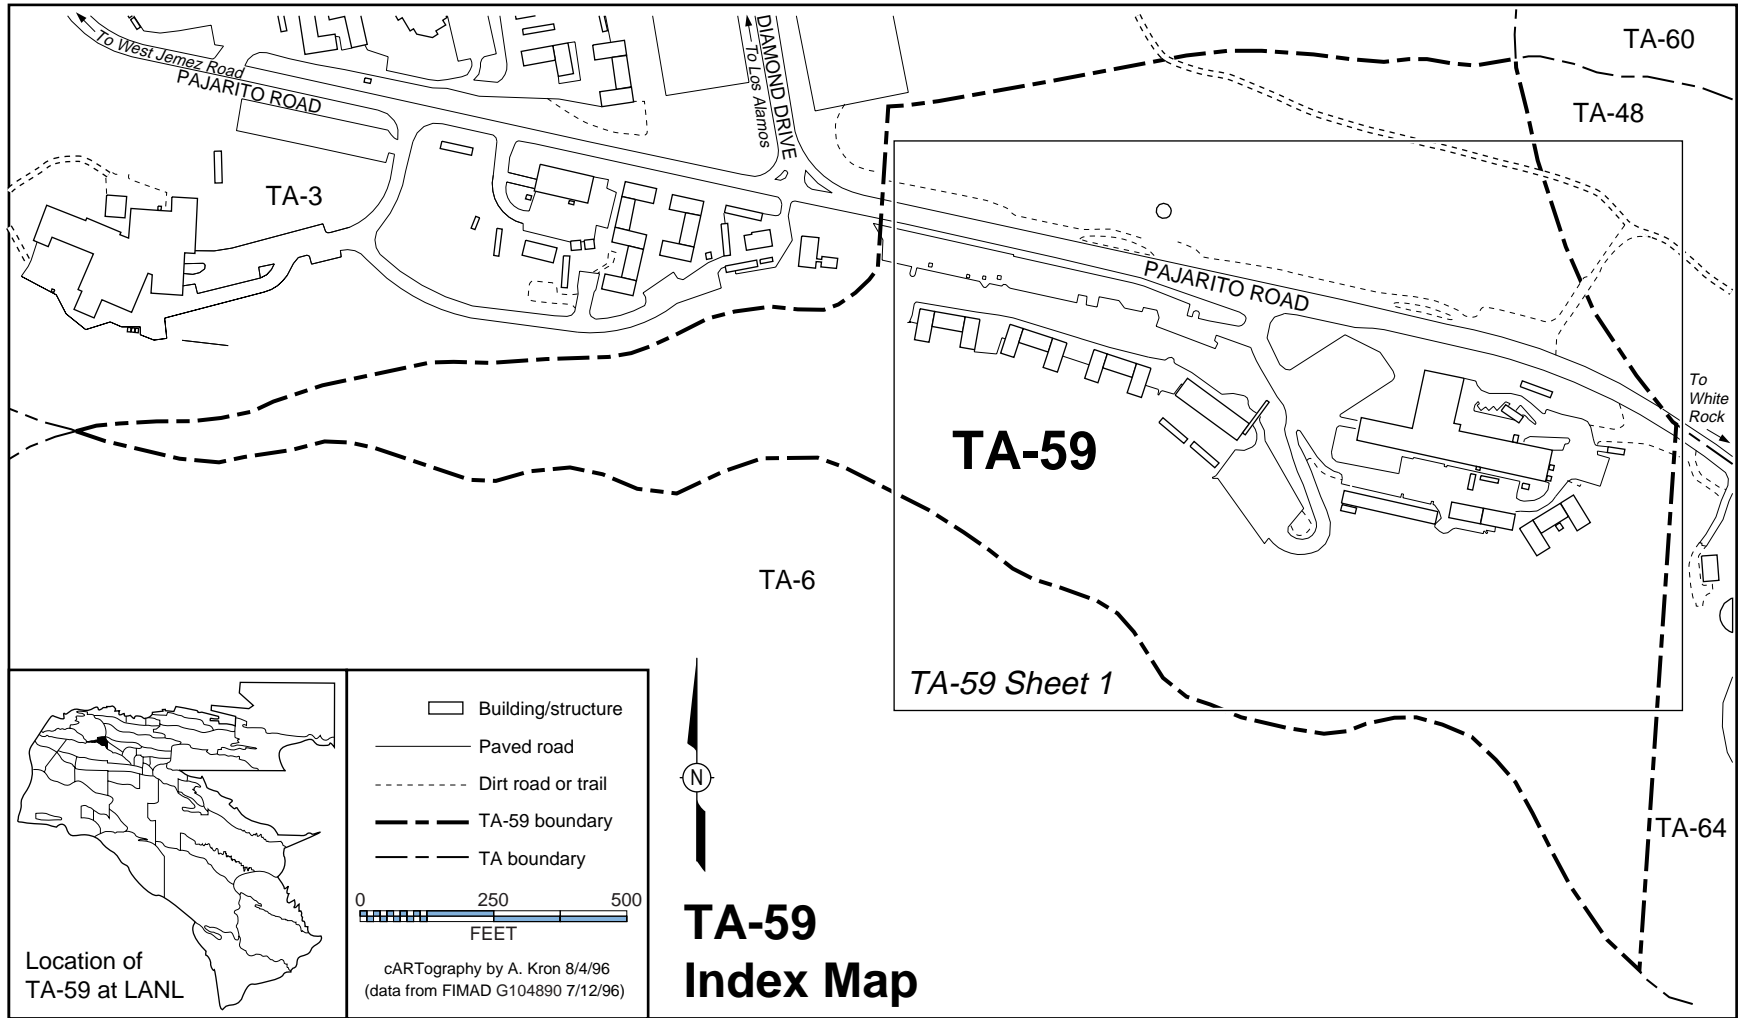 To West Jemez Road
PAJARITO ROAD
DIAMOND DRIVE
To Los Alamos
TA-60
TA-48
TA-3
PAJARITO ROAD
To
White
Rock
TA-59
TA-6
TA-59 Sheet 1
TA-64
Building/structure
Paved road
Dirt road or trail
TA-59 boundary
TA boundary
0 250 500
FEET
cARTography by A. Kron 8/4/96
(data from FIMAD G104890 7/12/96)
Location of
TA-59 at LANL
N
TA-59
Index Map